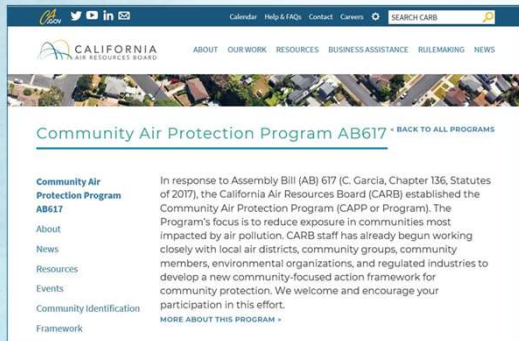 CA.GOV
Calendar Help & FAQs Contact Careers SEARCH CARB
CALIFORNIA
AIR RESOURCES BOARD
ABOUT OUR WORK RESOURCES BUSINESS ASSISTANCE RULEMAKING NEWS
Community Air Protection Program AB617
< BACK TO ALL PROGRAMS
Community Air
Protection Program
AB617
About
News
Resources
Events
Community Identification
Framework
In response to Assembly Bill (AB) 617 (C. Garcia, Chapter 136, Statutes
of 2017), the California Air Resources Board (CARB) established the
Community Air Protection Program (CAPP or Program). The
Program's focus is to reduce exposure in communities most
impacted by air pollution. CARB staff has already begun working
closely with local air districts, community groups, community
members, environmental organizations, and regulated industries to
develop a new community-focused action framework for
community protection. We welcome and encourage your
participation in this effort.
MORE ABOUT THIS PROGRAM >